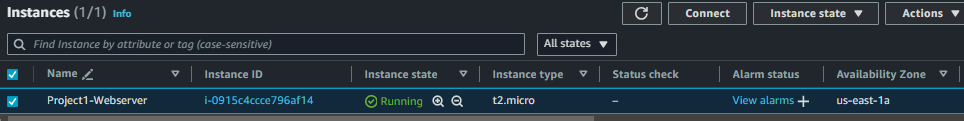 Instances (1/1) Info Connect Instance state Actions
Find Instance by attribute or tag (case-sensitive) All states
Name Instance ID Instance state Instance type Status check Alarm status Availability Zone
Project1-Webserver i-0915c4ccce796af14 Running t2.micro – View alarms + us-east-1a